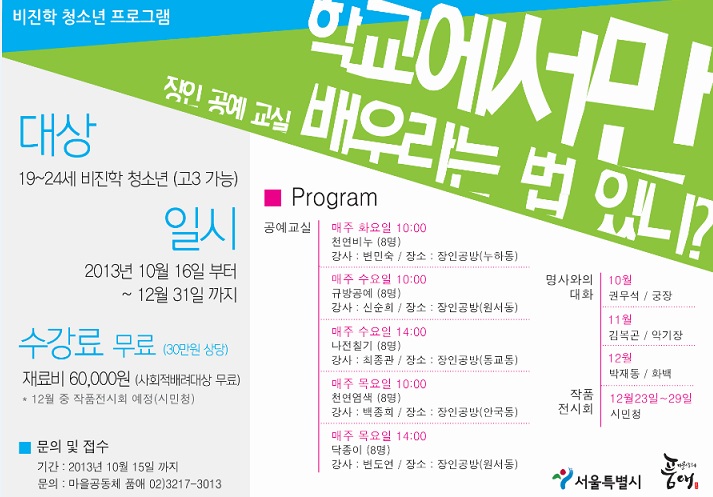 비진학 청소년 프로그램
학교에서만
배우라는 법 있니?
장인 공예 교실
대상
19~24세 비진학 청소년 (고3 가능)
일시
2013년 10월 16일 부터
~ 12월 31일 까지
수강료 무료 (30만원 상당)
재료비 60,000원 (사회적배려대상 무료)
* 12월 중 작품전시회 예정(시민청)
■ 문의 및 접수
기간 : 2013년 10월 15일 까지
문의 : 마을공동체 품애 02)3217-3013
■ Program
공예교실
매주 화요일 10:00
천연비누 (8명)
강사 : 변민숙 / 장소 : 장인공방(누하동)
매주 수요일 10:00
규방공예 (8명)
강사 : 신순희 / 장소 : 장인공방(원서동)
매주 수요일 14:00
나전칠기 (8명)
강사 : 최종관 / 장소 : 장인공방(동교동)
매주 목요일 10:00
천연염색 (8명)
강사 : 백종희 / 장소 : 장인공방(안국동)
매주 목요일 14:00
닥종이 (8명)
강사 : 빈도연 / 장소 : 장인공방(원서동)
명사와의
대화
10월
권무석 / 궁장
11월
김복곤 / 악기장
12월
박재동 / 화백
작품
전시회
12월23일~29일
시민청
서울특별시
품애